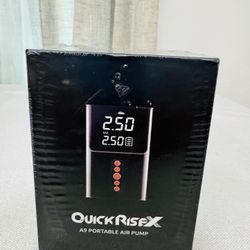 2.50
2.50
QUICKRISEX
A9 PORTABLE AIR PUMP